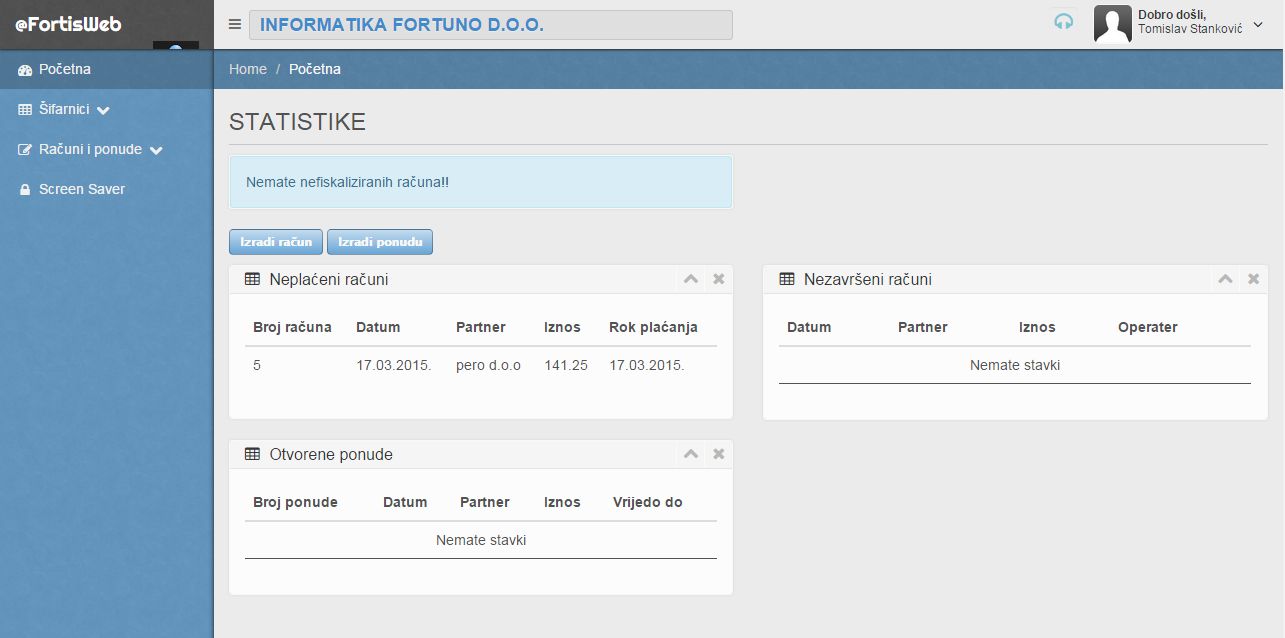 @FortisWeb
INFORMATIKA FORTUNO D.O.O.
Dobro došli,
Tomislav Stanković
Početna
Šifarnici
Računi i ponude
Screen Saver
Home / Početna
STATISTIKE
Nemate nefiskaliziranih računa!!
Izradi račun Izradi ponudu
Neplaćeni računi
Broj računa Datum Partner Iznos Rok plaćanja
5 17.03.2015. pero d.o.o 141.25 17.03.2015.
Nezavršeni računi
Datum Partner Iznos Operater
Nemate stavki
Otvorene ponude
Broj ponude Datum Partner Iznos Vrijedo do
Nemate stavki